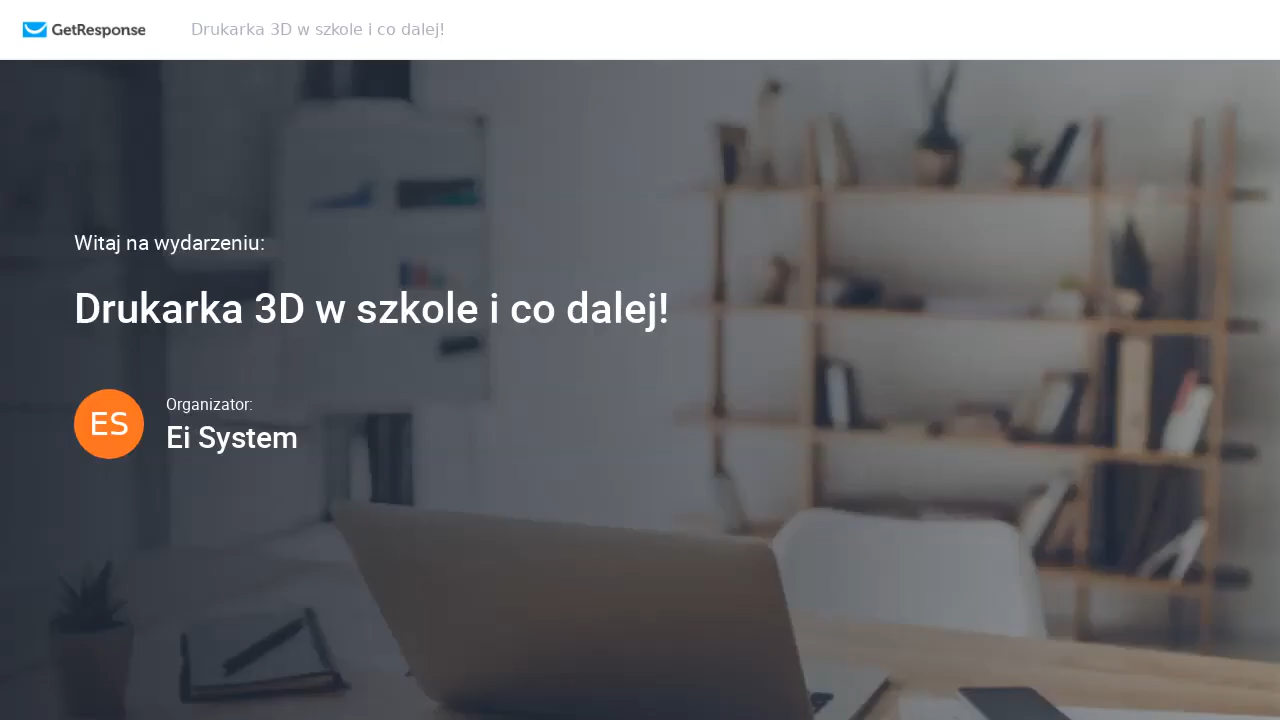 GetResponse
Drukarka 3D w szkole i co dalej!
Witaj na wydarzeniu:
Drukarka 3D w szkole i co dalej!
ES
Organizator:
Ei System